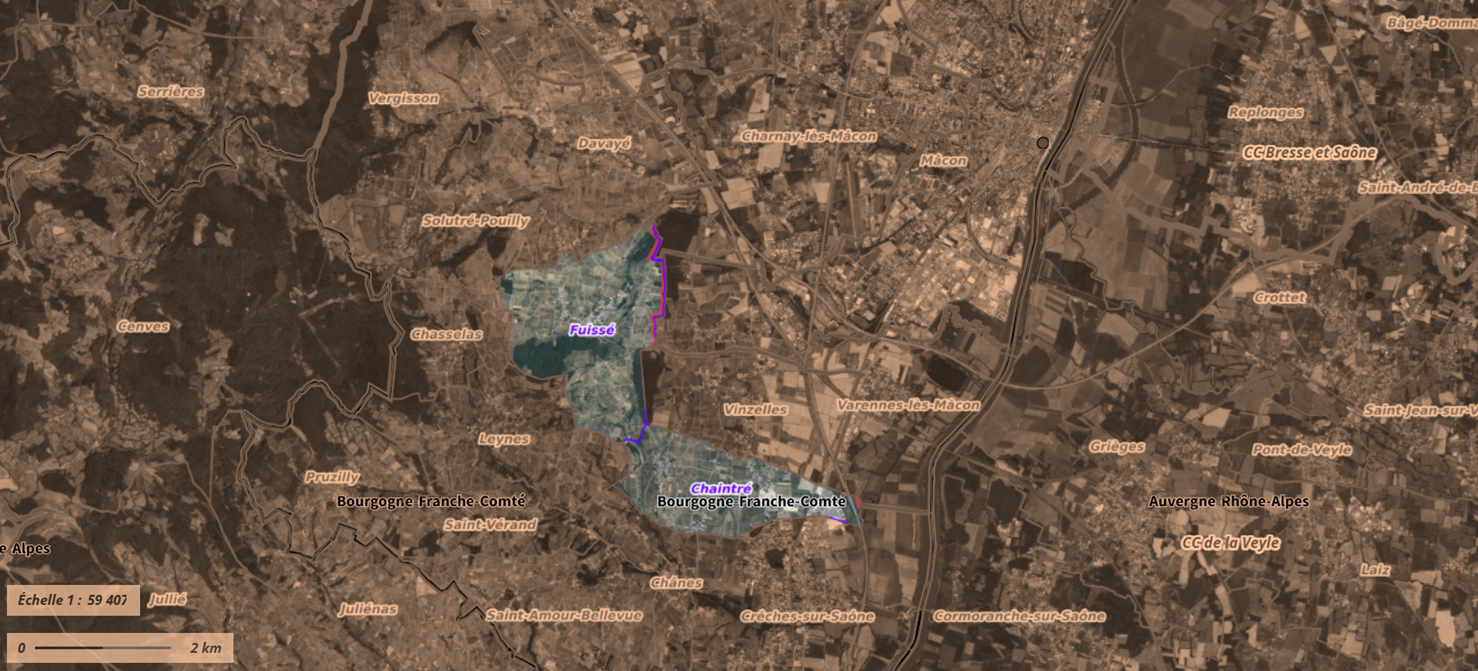 Bâgé-Domma
Serrières
Vergisson
Replonges
Davayé
Charnay-lès-Mâcon
Mâcon
CC Bresse et Saône
Saint-André-de-B
Solutré-Pouilly
Crottet
Cenves
Fuissé
Chasselas
Vinzelles
Varennes-lès-Mâcon
Saint-Jean-sur-V
Leynes
Grièges
Pont-de-Veyle
Pruzilly
Chaintré
Bourgogne-Franche-Comté
Bourgogne-Franche-Comté
Auvergne Rhône-Alpes
Saint-Vérand
e Alpes
CC de la Veyle
Laiz
Chânes
Échelle 1 : 59 407
Jullié
Juliénas
Saint-Amour-Bellevue
Crêches-sur-Saône
Cormoranche-sur-Saône
0 2 km